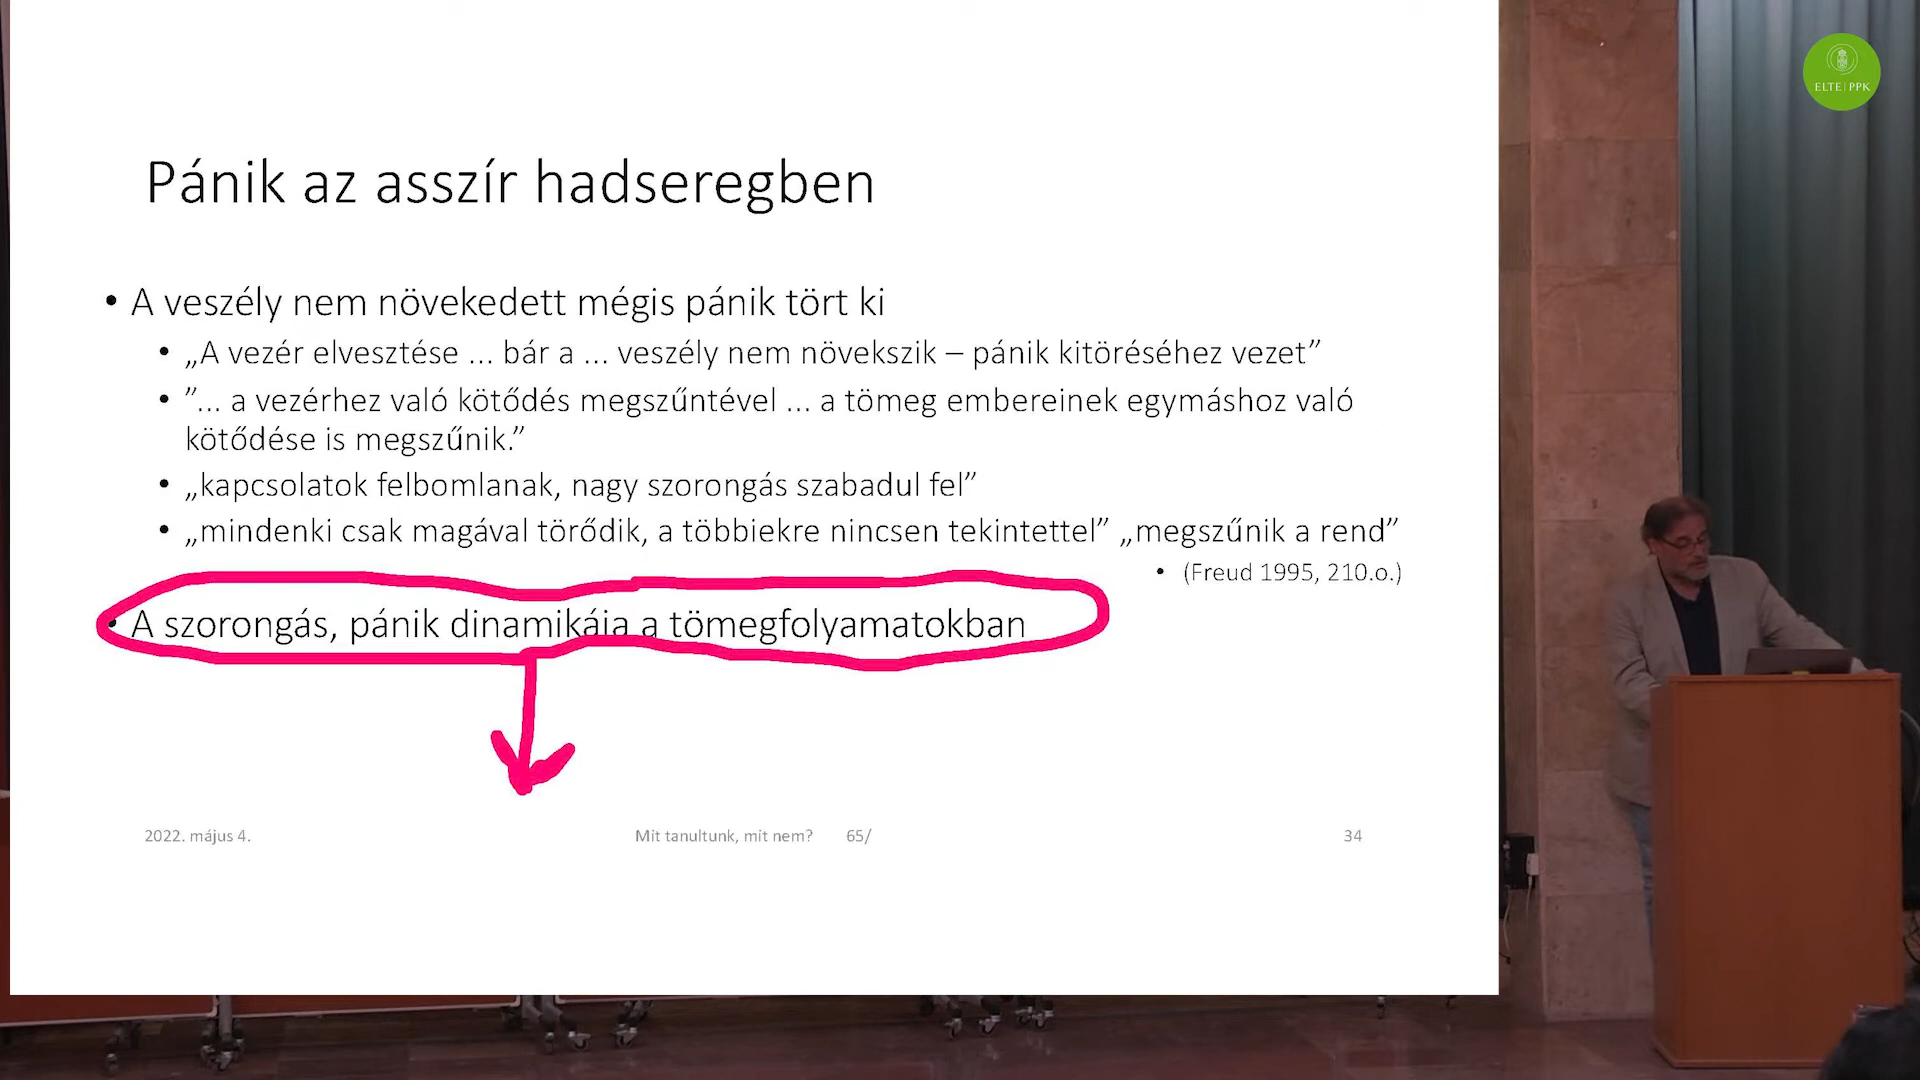 ELTE | PPK
Pánik az asszír hadseregben
• A veszély nem növekedett mégis pánik tört ki
• „A vezér elvesztése ... bár a ... veszély nem növekszik – pánik kitöréséhez vezet”
• ”... a vezérhez való kötődés megszűntével ... a tömeg embereinek egymáshoz való
kötődése is megszűnik.”
• „kapcsolatok felbomlanak, nagy szorongás szabadul fel”
• „mindenki csak magával törődik, a többiekre nincsen tekintettel” „megszűnik a rend”
• (Freud 1995, 210.o.)
• A szorongás, pánik dinamikája a tömegfolyamatokban
2022. május 4.
Mit tanultunk, mit nem? 65/
34